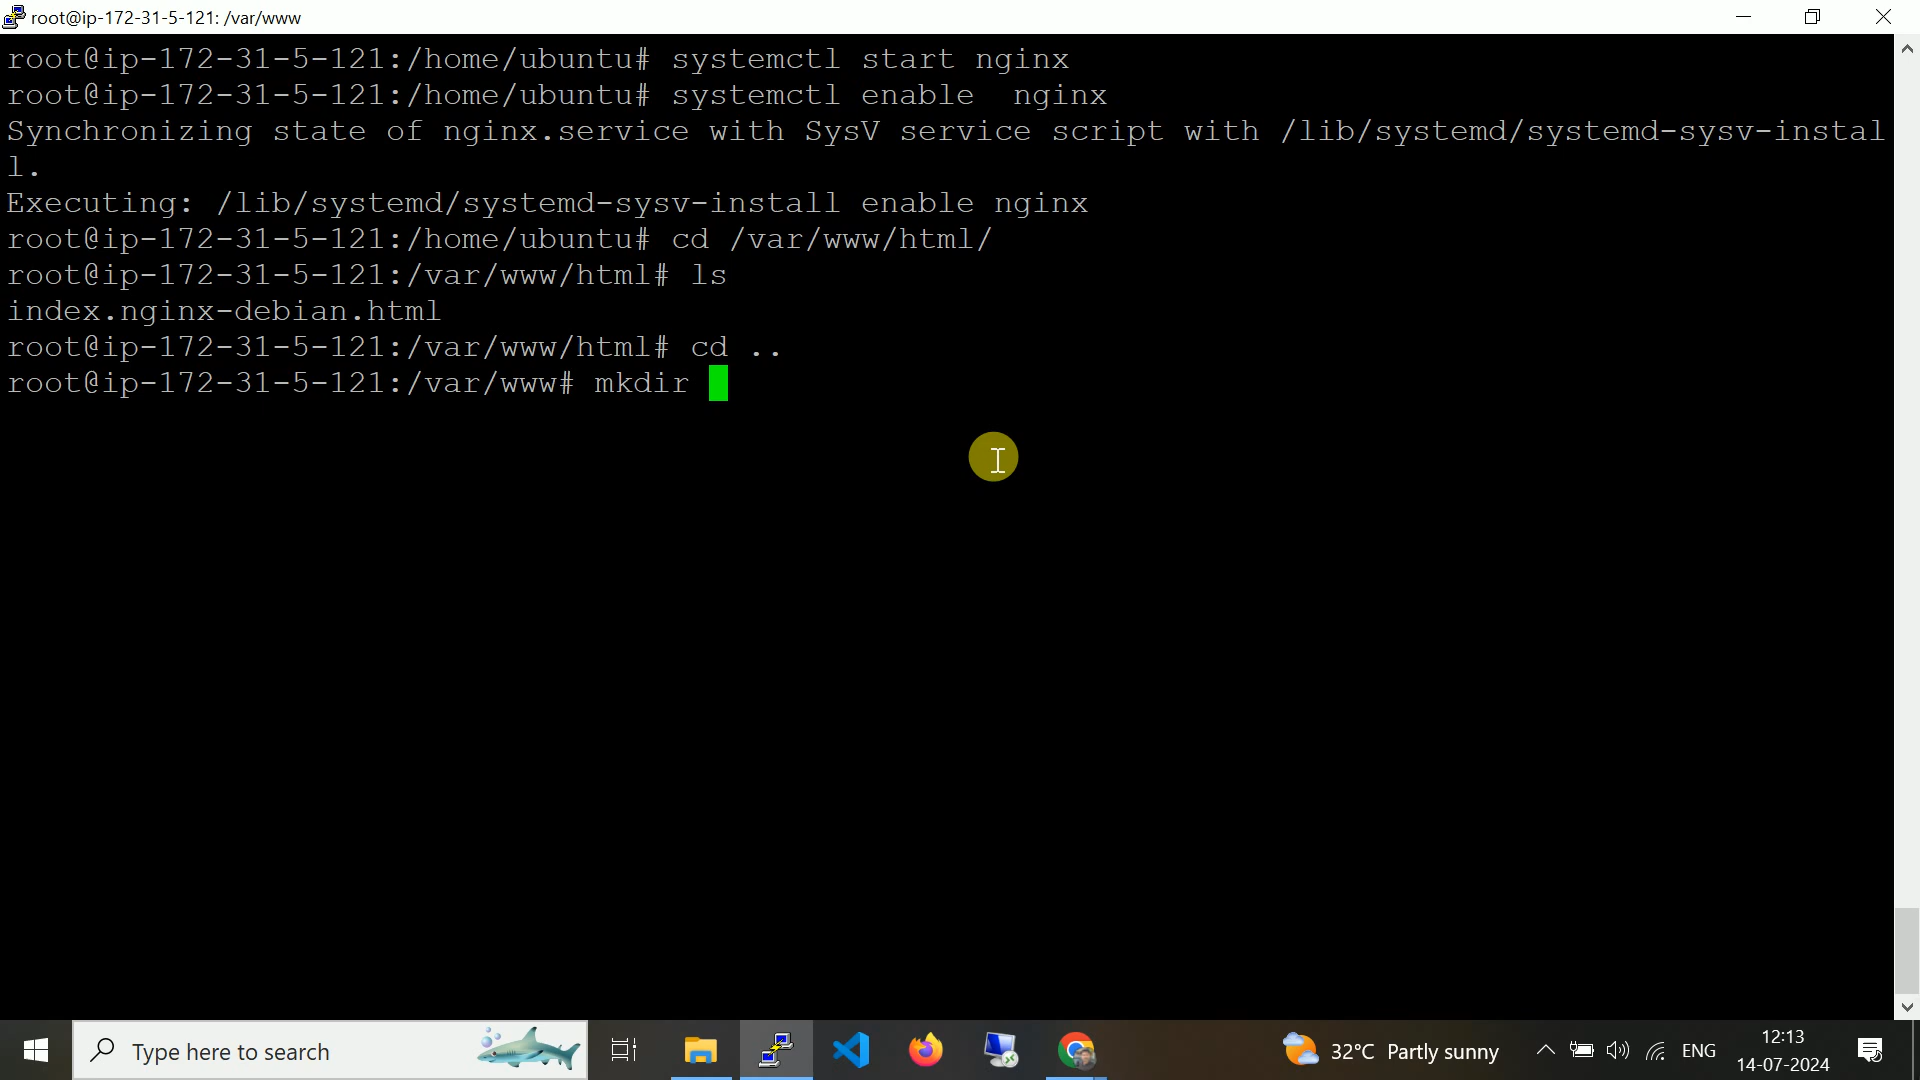 root@ip-172-31-5-121: /var/www
root@ip-172-31-5-121:/home/ubuntu# systemctl start nginx
root@ip-172-31-5-121:/home/ubuntu# systemctl enable  nginx
Synchronizing state of nginx.service with SysV service script with /lib/systemd/systemd-sysv-instal
l.
Executing: /lib/systemd/systemd-sysv-install enable nginx
root@ip-172-31-5-121:/home/ubuntu# cd /var/www/html/
root@ip-172-31-5-121:/var/www/html# ls
index.nginx-debian.html
root@ip-172-31-5-121:/var/www/html# cd ..
root@ip-172-31-5-121:/var/www# mkdir
Type here to search
32°C Partly sunny
ENG
12:13
14-07-2024